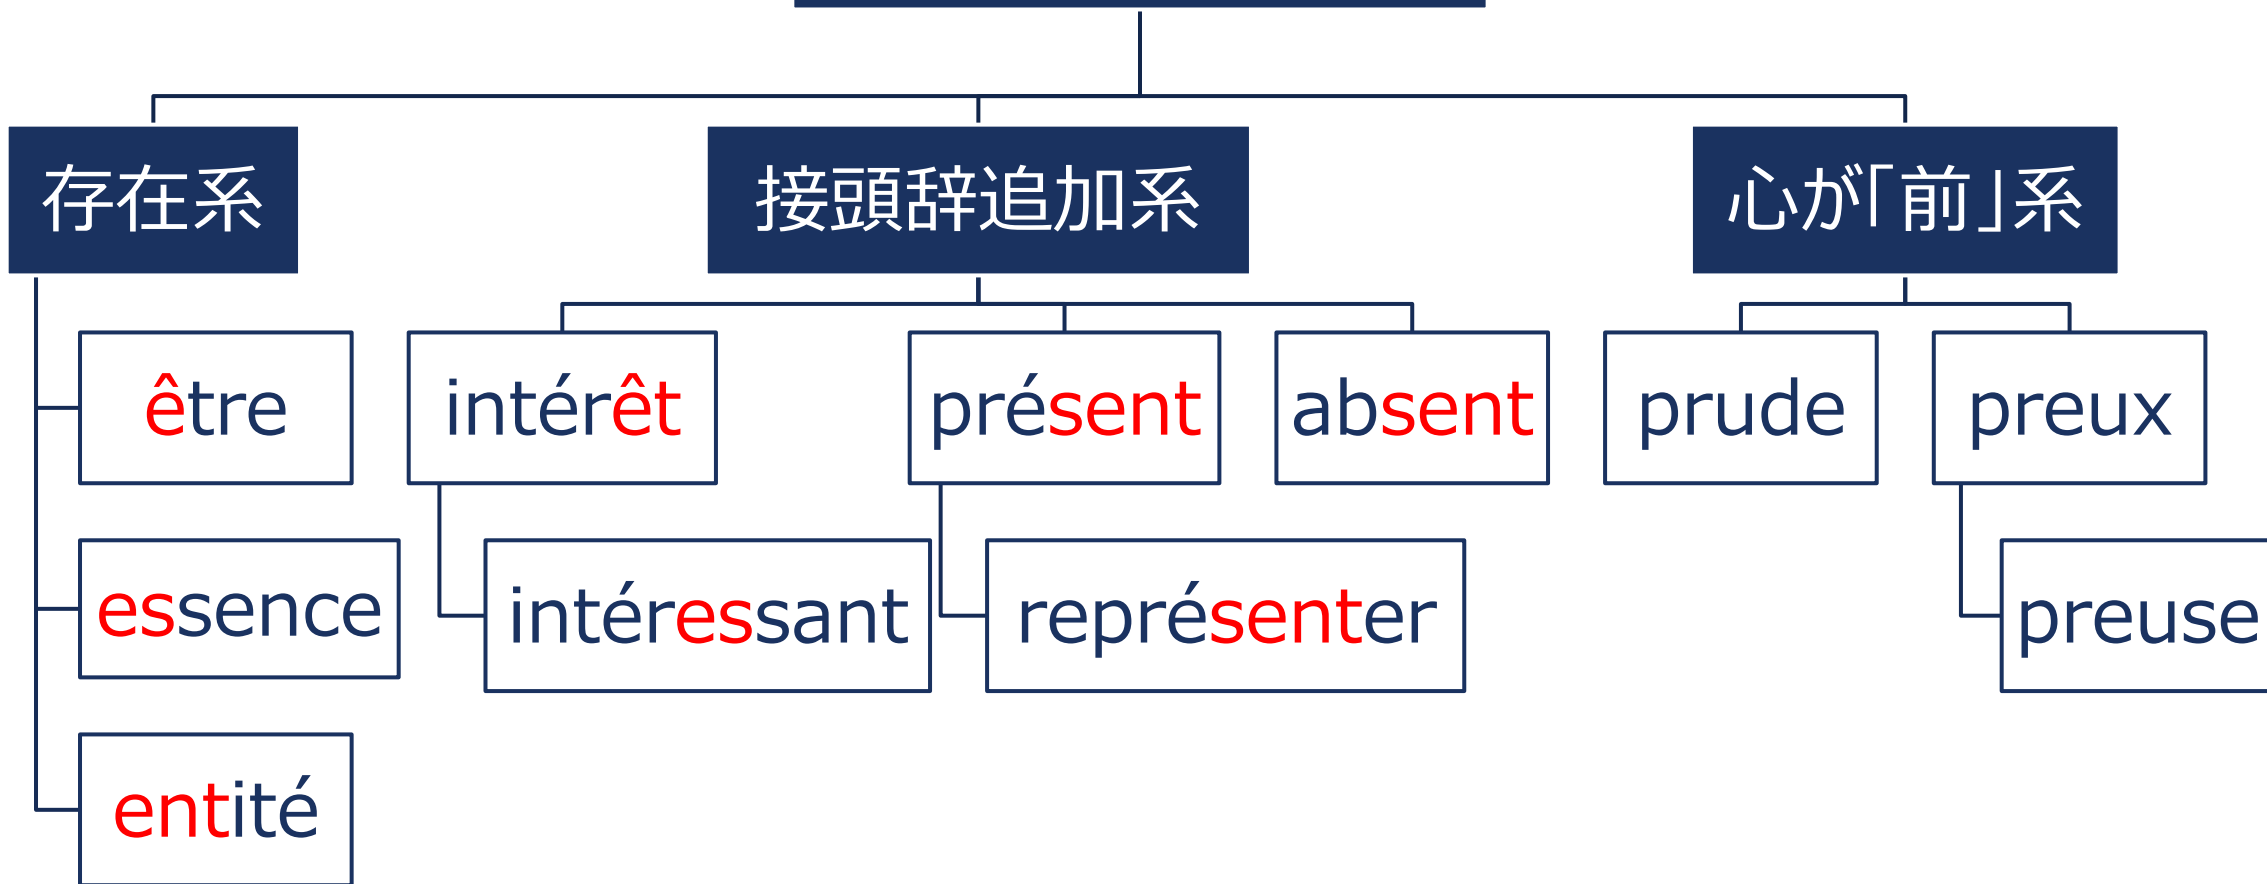 存在系
接頭辞追加系
心が「前」系
être
intérêt
présent
absent
prude
preux
essence
intéressant
représenter
preuse
entité